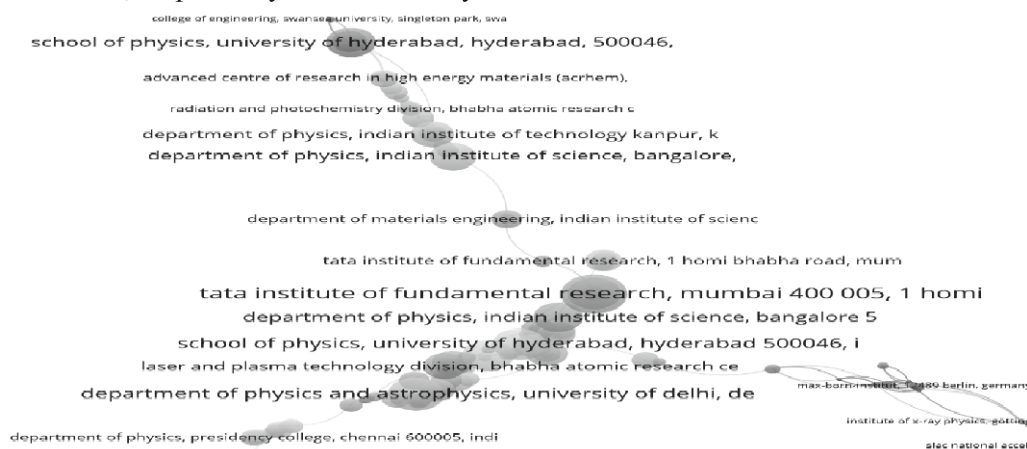 college of engineering, swansea university, singleton park, swa
school of physics, university of hyderabad, hyderabad, 500046,
advanced centre of research in high energy materials (acrhem),
radiation and photochemistry division, bhabha atomic research c
department of physics, indian institute of technology kanpur, k
department of physics, indian institute of science, bangalore,
department of materials engineering, indian institute of scienc
tata institute of fundamental research, 1 homi bhabha road, mum
tata institute of fundamental research, mumbai 400 005, 1 homi
department of physics, indian institute of science, bangalore 5
school of physics, university of hyderabad, hyderabad 500046, i
laser and plasma technology division, bhabha atomic research ce
max-born-institut, 12489 berlin, germany
department of physics and astrophysics, university of delhi, de
institute of x-ray physics, götting
department of physics, presidency college, chennai 600005, indi
slac national accel